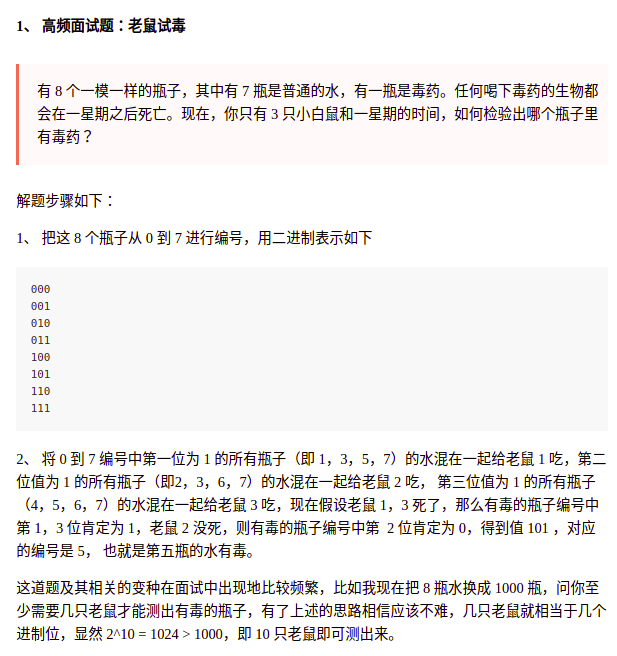 1、 高频面试题：老鼠试毒
有 8 个一模一样的瓶子，其中有 7 瓶是普通的水，有一瓶是毒药。任何喝下毒药的生物都
会在一星期之后死亡。现在，你只有 3 只小白鼠和一星期的时间，如何检验出哪个瓶子里
有毒药？
解题步骤如下：
1、 把这 8 个瓶子从 0 到 7 进行编号，用二进制表示如下
000
001
010
011
100
101
110
111
2、 将 0 到 7 编号中第一位为 1 的所有瓶子（即 1，3，5，7）的水混在一起给老鼠 1 吃，第二
位值为 1 的所有瓶子（即2，3，6，7）的水混在一起给老鼠 2 吃， 第三位值为 1 的所有瓶子
（4，5，6，7）的水混在一起给老鼠 3 吃，现在假设老鼠 1，3 死了，那么有毒的瓶子编号中
第 1，3 位肯定为 1，老鼠 2 没死，则有毒的瓶子编号中第  2 位肯定为 0，得到值 101 ，对应
的编号是 5， 也就是第五瓶的水有毒。
这道题及其相关的变种在面试中出现地比较频繁，比如我现在把 8 瓶水换成 1000 瓶，问你至
少需要几只老鼠才能测出有毒的瓶子，有了上述的思路相信应该不难，几只老鼠就相当于几个
进制位，显然 2^10 = 1024 > 1000，即 10 只老鼠即可测出来。